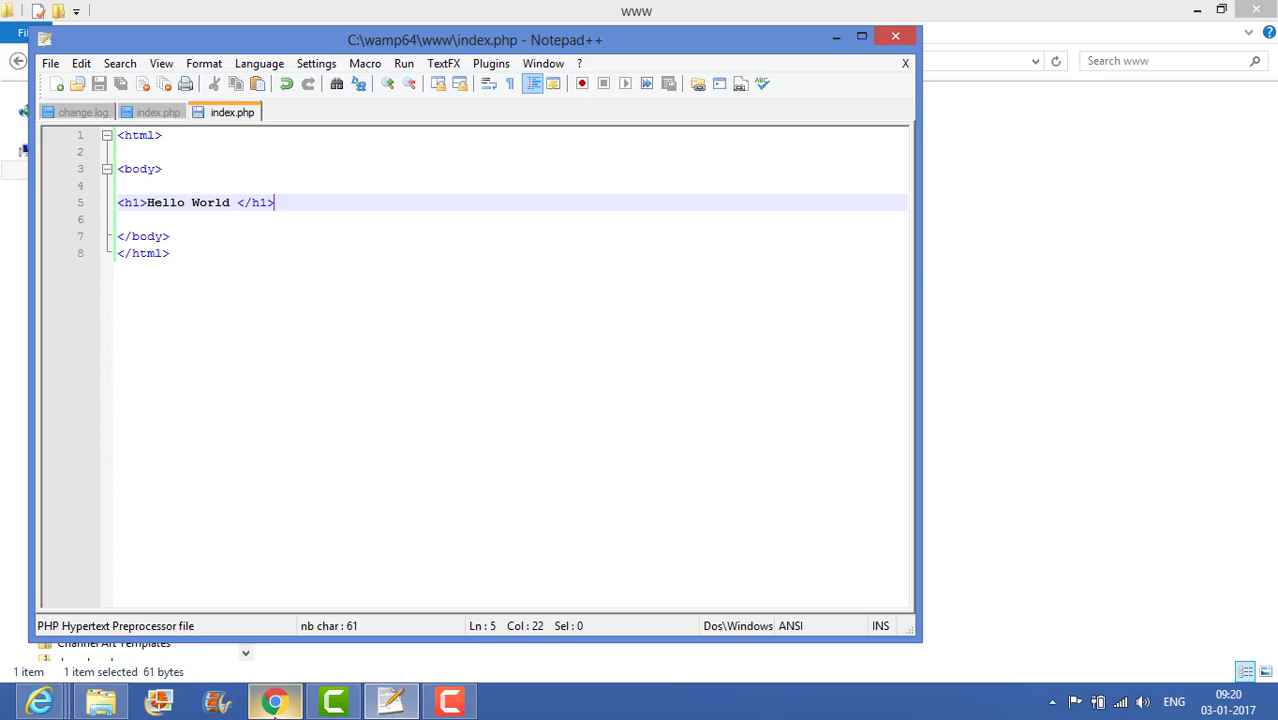 www
Fil
C:\wamp64\www\index.php - Notepad++
File Edit Search View Format Language Settings Macro Run TextFX Plugins Window ? X
Search www
change.log index.php index.php
1 <html>
2
3 <body>
4
5 <h1>Hello World </h1>
6
7 </body>
8 </html>
PHP Hypertext Preprocessor file nb char : 61 Ln : 5 Col : 22 Sel : 0 Dos\Windows ANSI INS
Channel Art Templates
1 item 1 item selected 61 bytes
ENG
09:20
03-01-2017